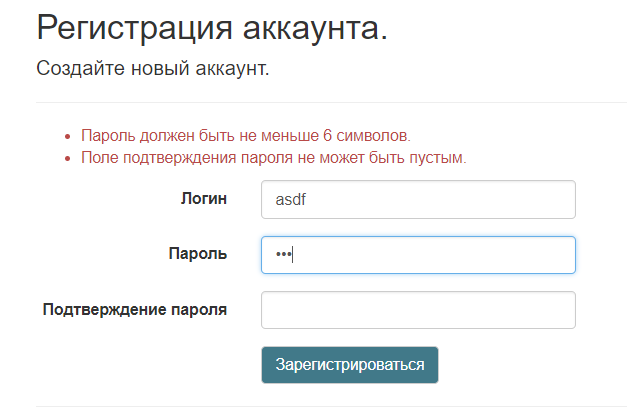 Регистрация аккаунта.
Создайте новый аккаунт.
Пароль должен быть не меньше 6 символов.
Поле подтверждения пароля не может быть пустым.
Логин asdf
Пароль •••
Подтверждение пароля
Зарегистрироваться